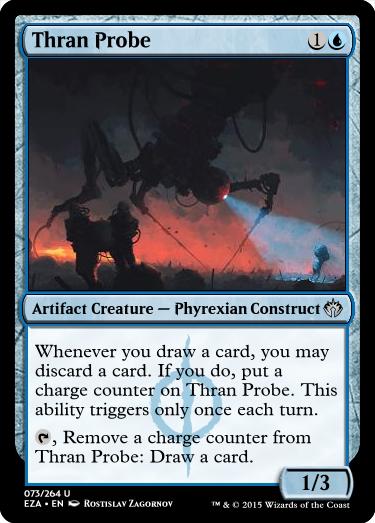 Thran Probe 1
Artifact Creature — Phyrexian Construct
Whenever you draw a card, you may
discard a card. If you do, put a
charge counter on Thran Probe. This
ability triggers only once each turn.
, Remove a charge counter from
Thran Probe: Draw a card.
1/3
073/264 U
EZA • EN Rostislav Zagornov ™ & © 2015 Wizards of the Coast